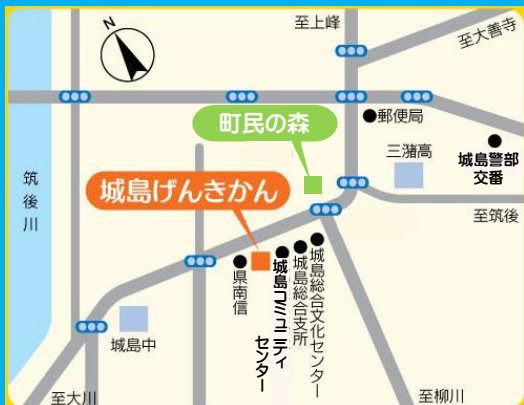 N
至上峰
至大善寺
郵便局
町民の森
三潴高
城島警部
交番
筑後川
城島げんきかん
至筑後
県南信
城島コミュニティ
センター
城島総合支所
城島総合文化センター
城島中
至大川
至柳川